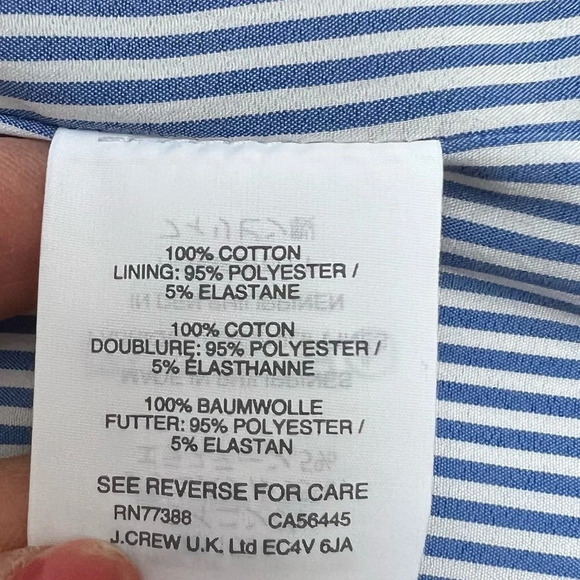 100% COTTON
LINING: 95% POLYESTER /
5% ELASTANE
100% COTON
DOUBLURE: 95% POLYESTER /
5% ÉLASTHANNE
100% BAUMWOLLE
FUTTER: 95% POLYESTER /
5% ELASTAN
SEE REVERSE FOR CARE
RN77388 CA56445
J.CREW U.K. Ltd EC4V 6JA